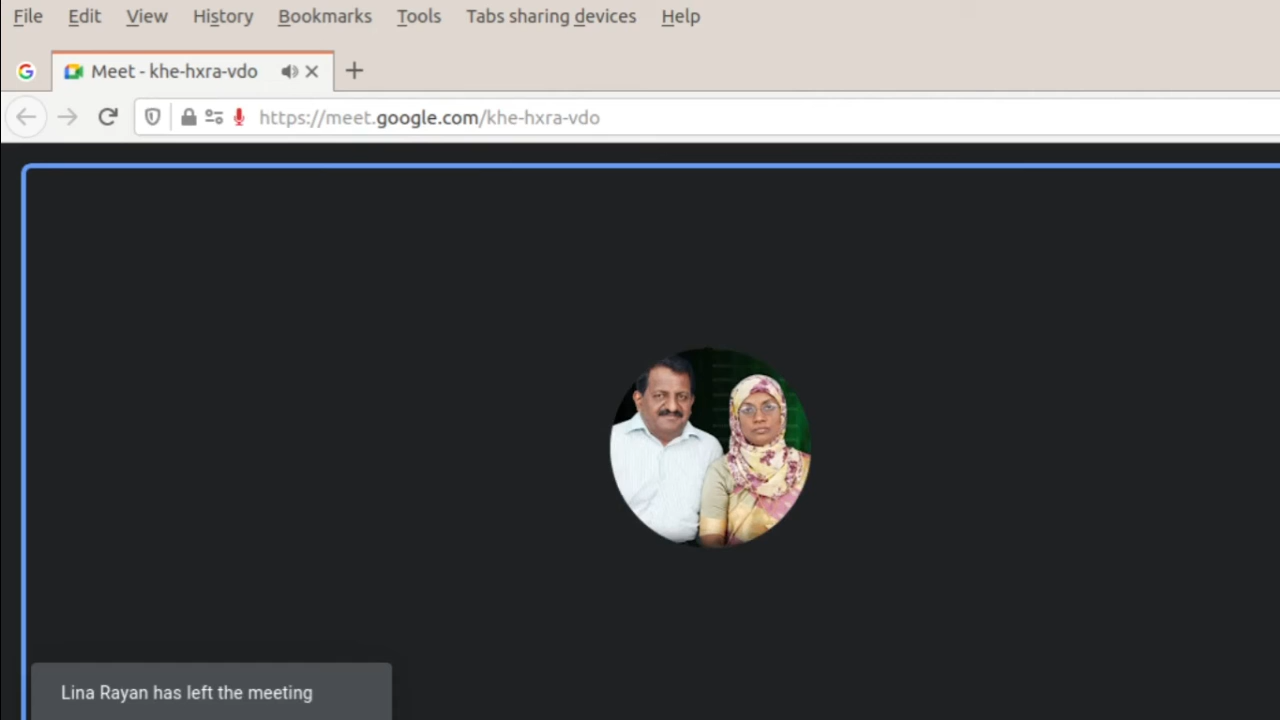 File Edit View History Bookmarks Tools Tabs sharing devices Help
Meet - khe-hxra-vdo
https://meet.google.com/khe-hxra-vdo
Lina Rayan has left the meeting